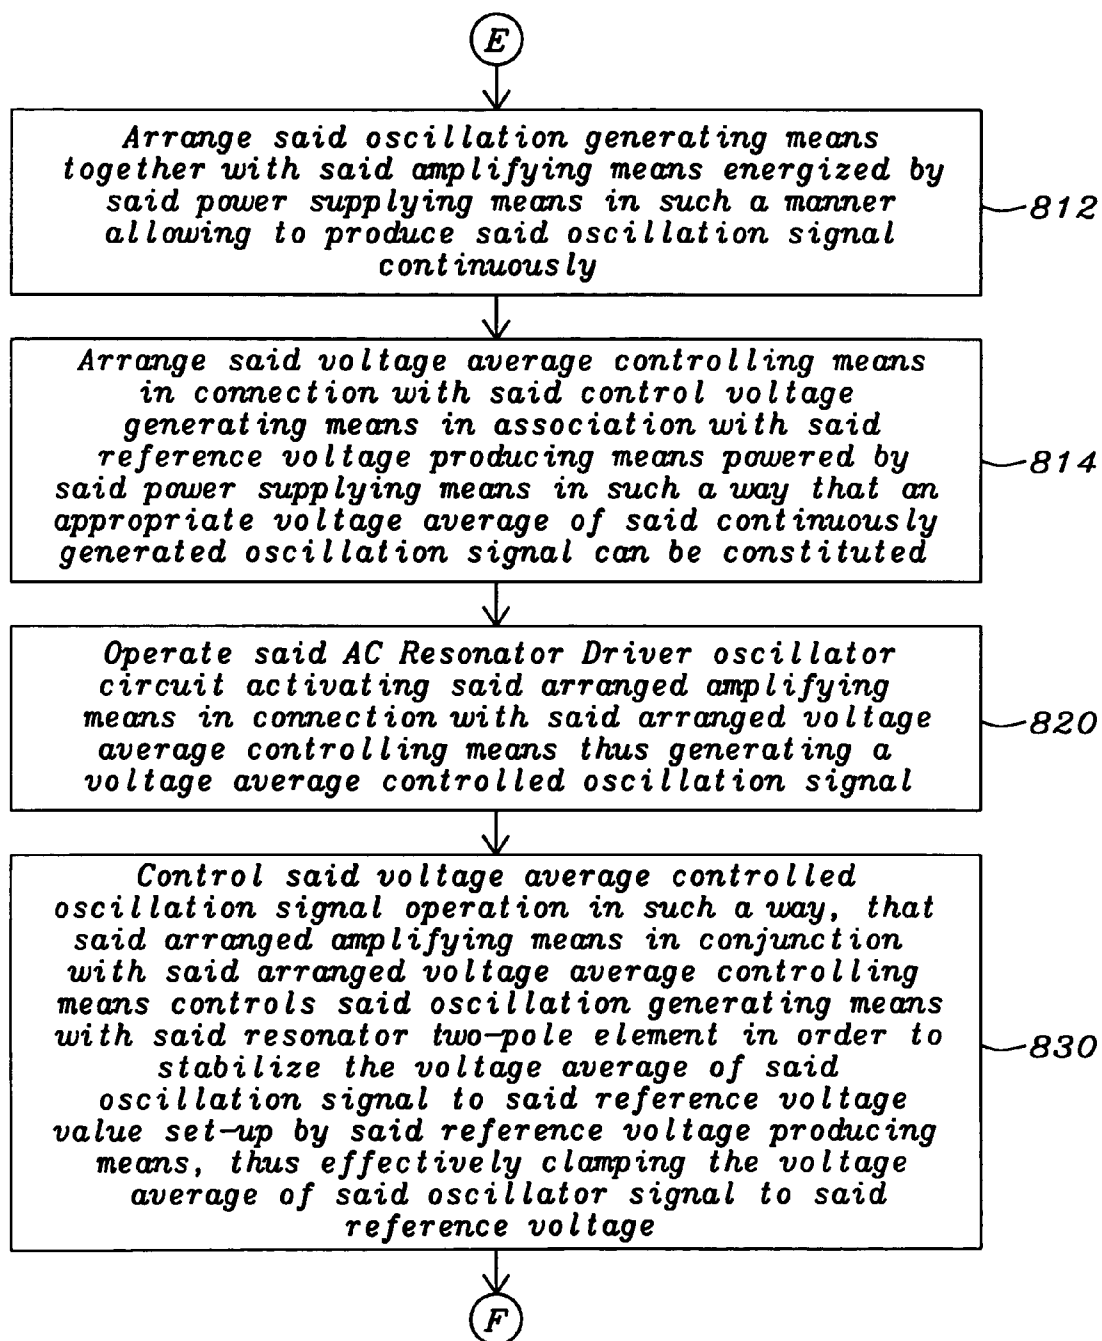 E
Arrange said oscillation generating means
together with said amplifying means energized by
said power supplying means in such a manner
allowing to produce said oscillation signal
continuously
812
Arrange said voltage average controlling means
in connection with said control voltage
generating means in association with said
reference voltage producing means powered by
said power supplying means in such a way that an
appropriate voltage average of said continuously
generated oscillation signal can be constituted
814
Operate said AC Resonator Driver oscillator
circuit activating said arranged amplifying
means in connection with said arranged voltage
average controlling means thus generating a
voltage average controlled oscillation signal
820
Control said voltage average controlled
oscillation signal operation in such a way, that
said arranged amplifying means in conjunction
with said arranged voltage average controlling
means controls said oscillation generating means
with said resonator two-pole element in order to
stabilize the voltage average of said
oscillation signal to said reference voltage
value set-up by said reference voltage producing
means, thus effectively clamping the voltage
average of said oscillator signal to said
reference voltage
830
F